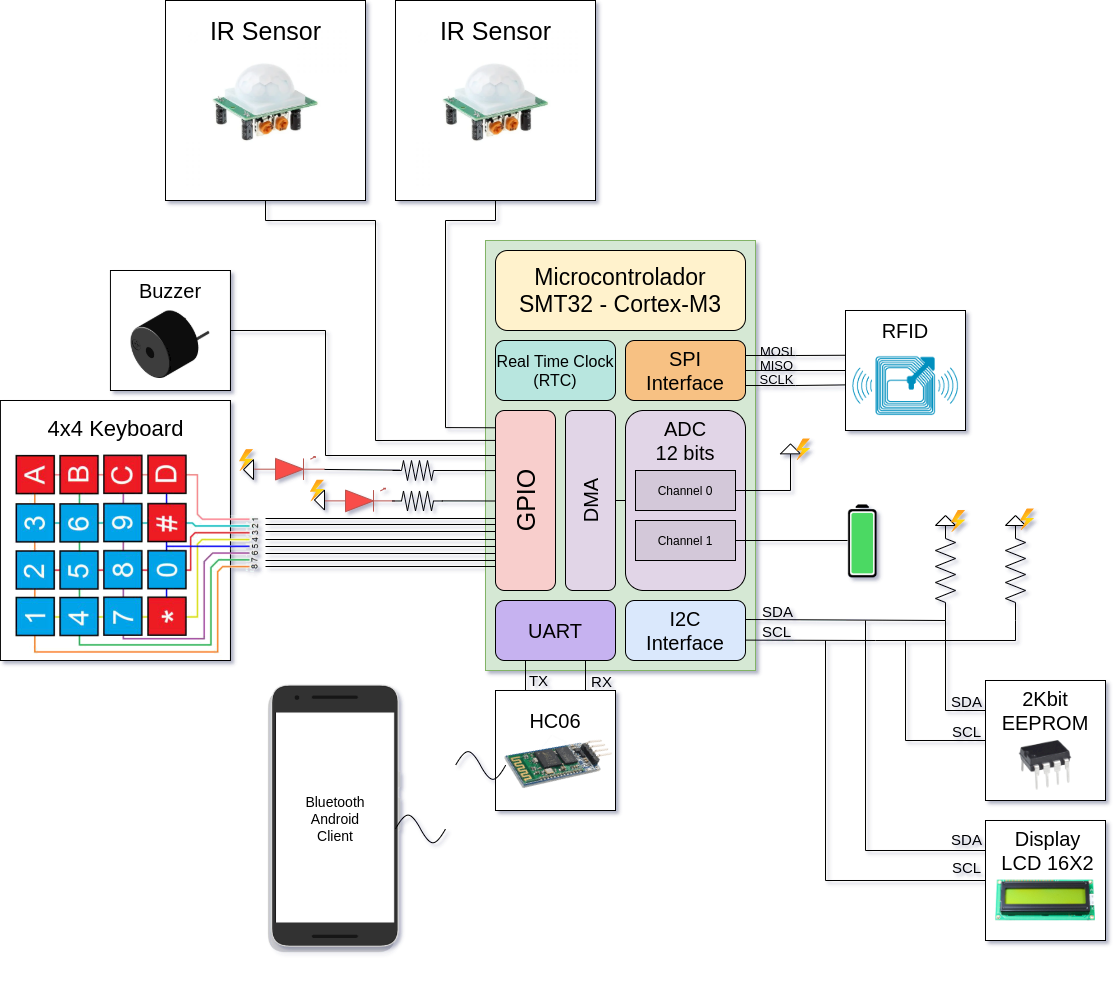 IR Sensor
IR Sensor
Buzzer
Microcontrolador
SMT32 - Cortex-M3
Real Time Clock
(RTC)
SPI
Interface
MOSI
MISO
SCLK
RFID
4x4 Keyboard
A
B
C
D
3
6
9
#
2
5
8
0
1
4
7
*
8 7 6 5 4 3 2 1
GPIO
DMA
ADC
12 bits
Channel 0
Channel 1
UART
I2C
Interface
SDA
SCL
TX
RX
HC06
Bluetooth
Android
Client
SDA
SCL
2Kbit
EEPROM
SDA
SCL
Display
LCD 16X2